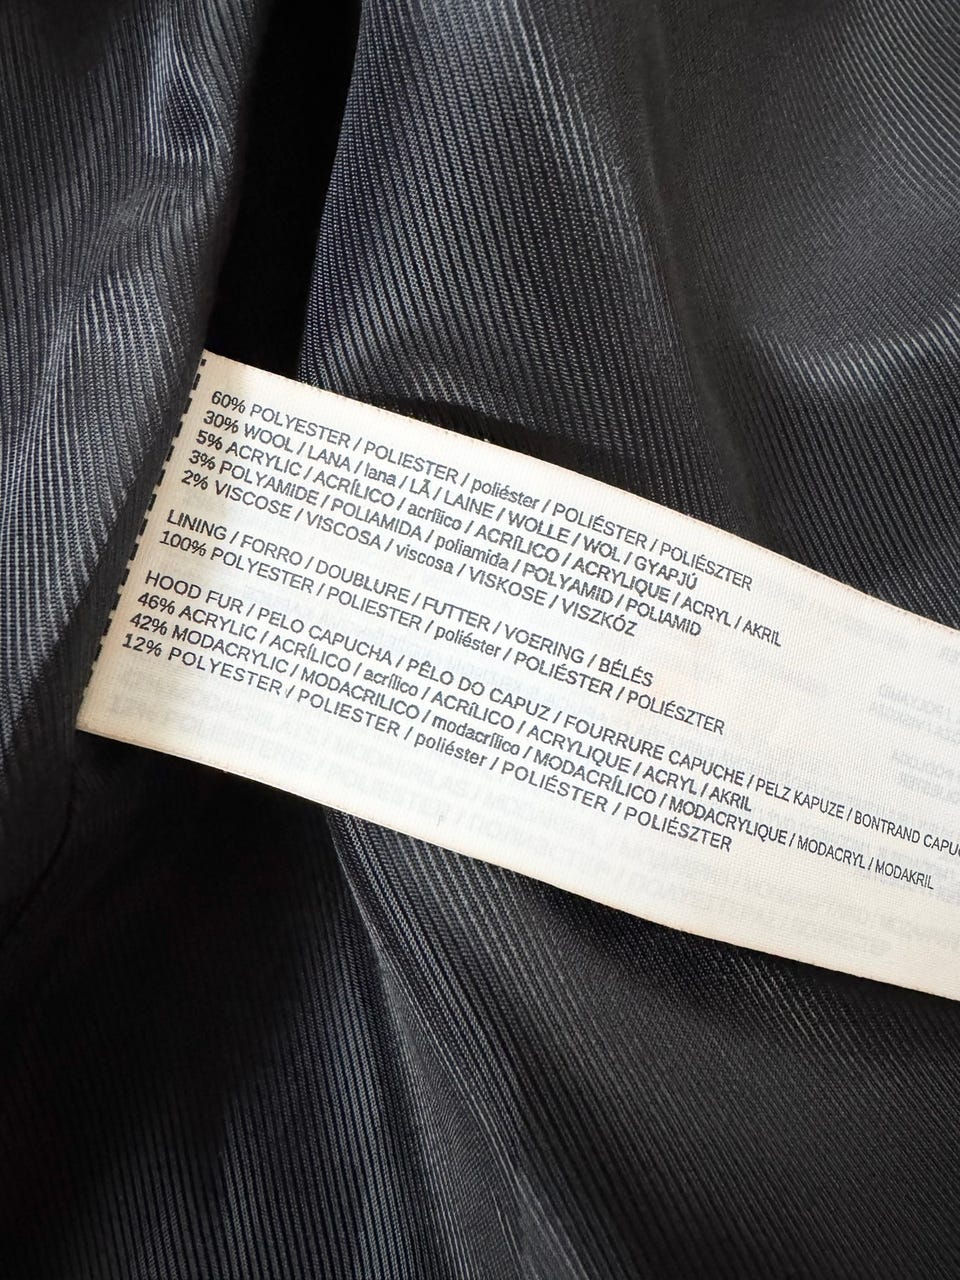 60% POLYESTER / POLIESTER / poliéster / POLIÉSTER / POLIÉSZTER
30% WOOL / LANA / lana / LÃ / LAINE / WOLLE / WOL / GYAPJÚ
5% ACRYLIC / ACRÍLICO / acrílico / ACRÍLICO / ACRYLIQUE / ACRYL / AKRIL
3% POLYAMIDE / POLIAMIDA / poliamida / POLYAMID / POLIAMID
2% VISCOSE / VISCOSA / viscosa / VISKOSE / VISZKÓZ
LINING / FORRO / DOUBLURE / FUTTER / VOERING / BÉLÉS
100% POLYESTER / POLIESTER / poliéster / POLIÉSTER / POLIÉSZTER
HOOD FUR / PELO CAPUCHA / PÊLO DO CAPUZ / FOURRURE CAPUCHE / PELZ KAPUZE / BONTRAND
46% ACRYLIC / ACRÍLICO / acrílico / ACRÍLICO / ACRYLIQUE / ACRYL / AKRIL
42% MODACRYLIC / MODACRILICO / modacrílico / MODACRÍLICO / MODACRYLIQUE / MODACRYL / MODAKRIL
12% POLYESTER / POLIESTER / poliéster / POLIÉSTER / POLIÉSZTER